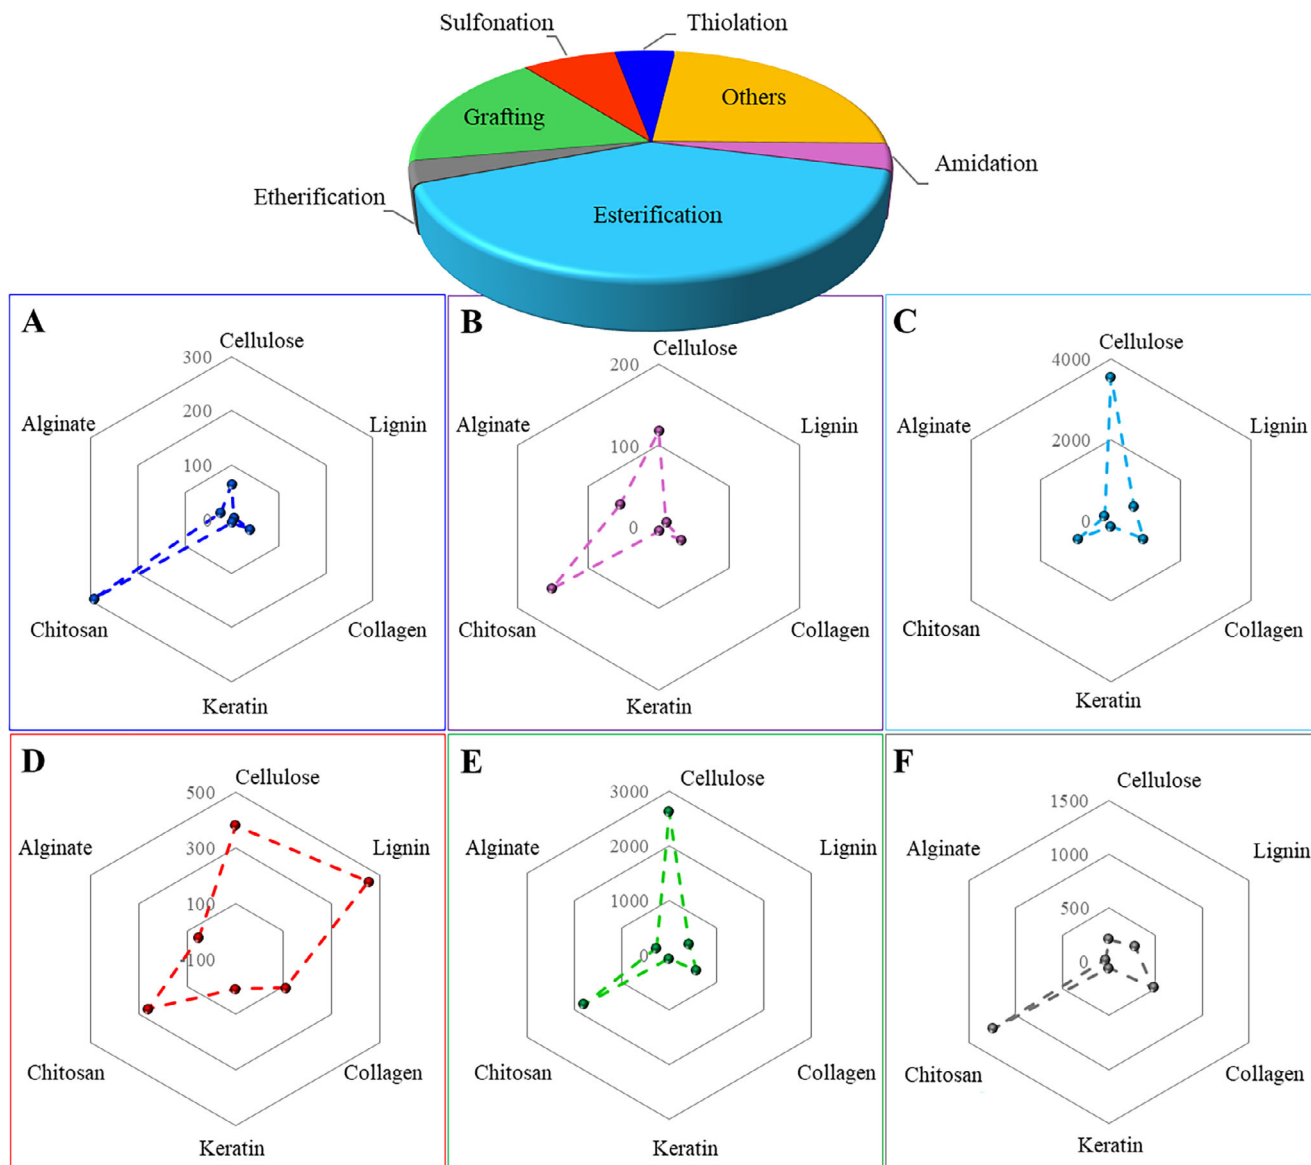 Sulfonation
Thiolation
Others
Grafting
Amidation
Etherification
Esterification
A
Cellulose
300
Alginate
Lignin
200
100
0
Chitosan
Collagen
Keratin
B
Cellulose
200
Alginate
Lignin
100
0
Chitosan
Collagen
Keratin
C
Cellulose
4000
Alginate
Lignin
2000
0
Chitosan
Collagen
Keratin
D
Cellulose
500
Alginate
Lignin
300
100
-100
Chitosan
Collagen
Keratin
E
Cellulose
3000
Alginate
Lignin
2000
1000
0
Chitosan
Collagen
Keratin
F
Cellulose
1500
Alginate
Lignin
1000
500
0
Chitosan
Collagen
Keratin